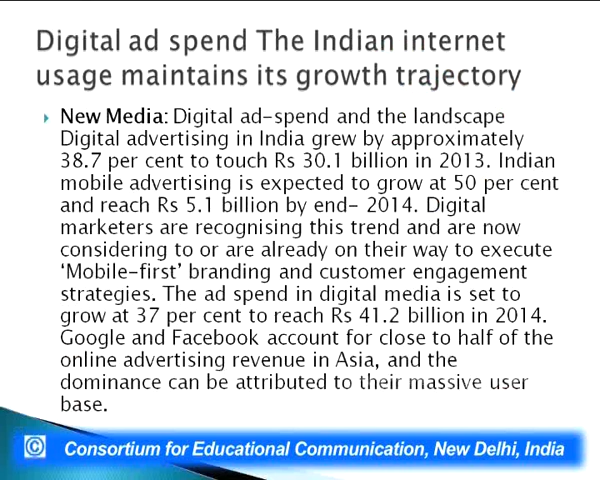 Digital ad spend The Indian internet
usage maintains its growth trajectory
New Media: Digital ad-spend and the landscape
Digital advertising in India grew by approximately
38.7 per cent to touch Rs 30.1 billion in 2013. Indian
mobile advertising is expected to grow at 50 per cent
and reach Rs 5.1 billion by end- 2014. Digital
marketers are recognising this trend and are now
considering to or are already on their way to execute
‘Mobile-first’ branding and customer engagement
strategies. The ad spend in digital media is set to
grow at 37 per cent to reach Rs 41.2 billion in 2014.
Google and Facebook account for close to half of the
online advertising revenue in Asia, and the
dominance can be attributed to their massive user
base.
© Consortium for Educational Communication, New Delhi, India